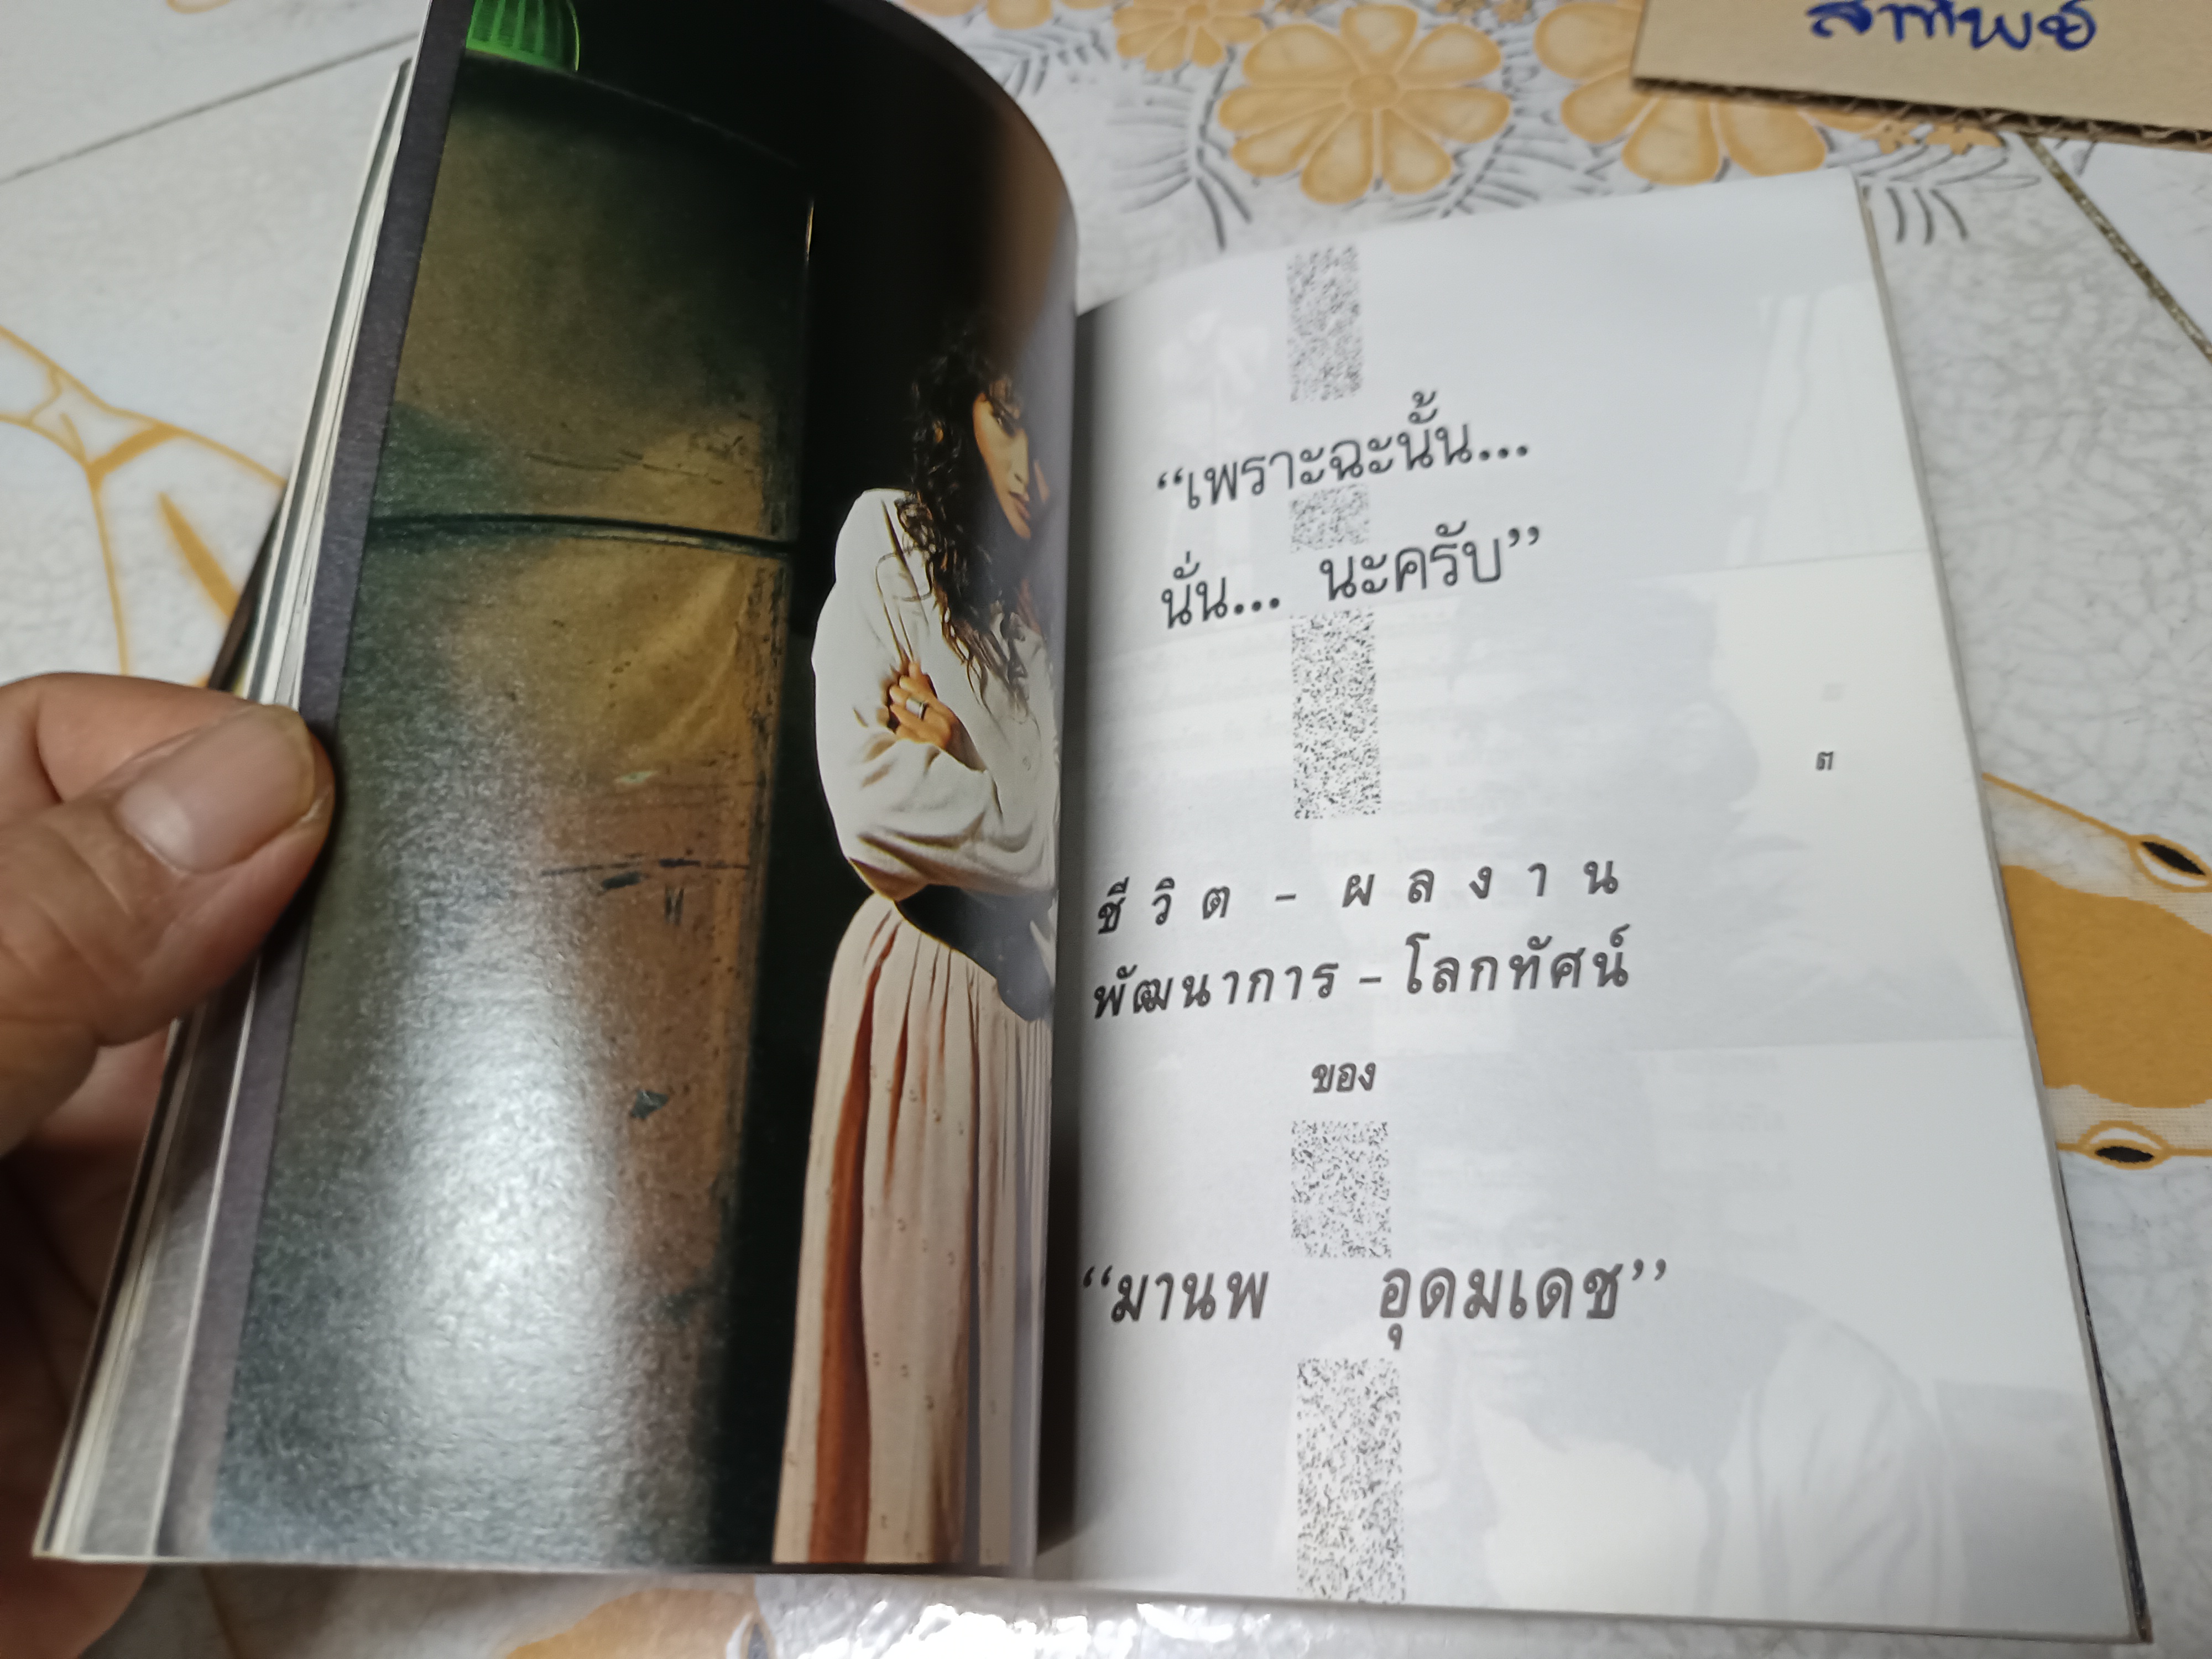 “เพราะฉะนั้น...
นั่น... นะครับ”
ต
ชีวิต - ผลงาน
พัฒนาการ - โลกทัศน์
ของ
“มานพ อุดมเดช”